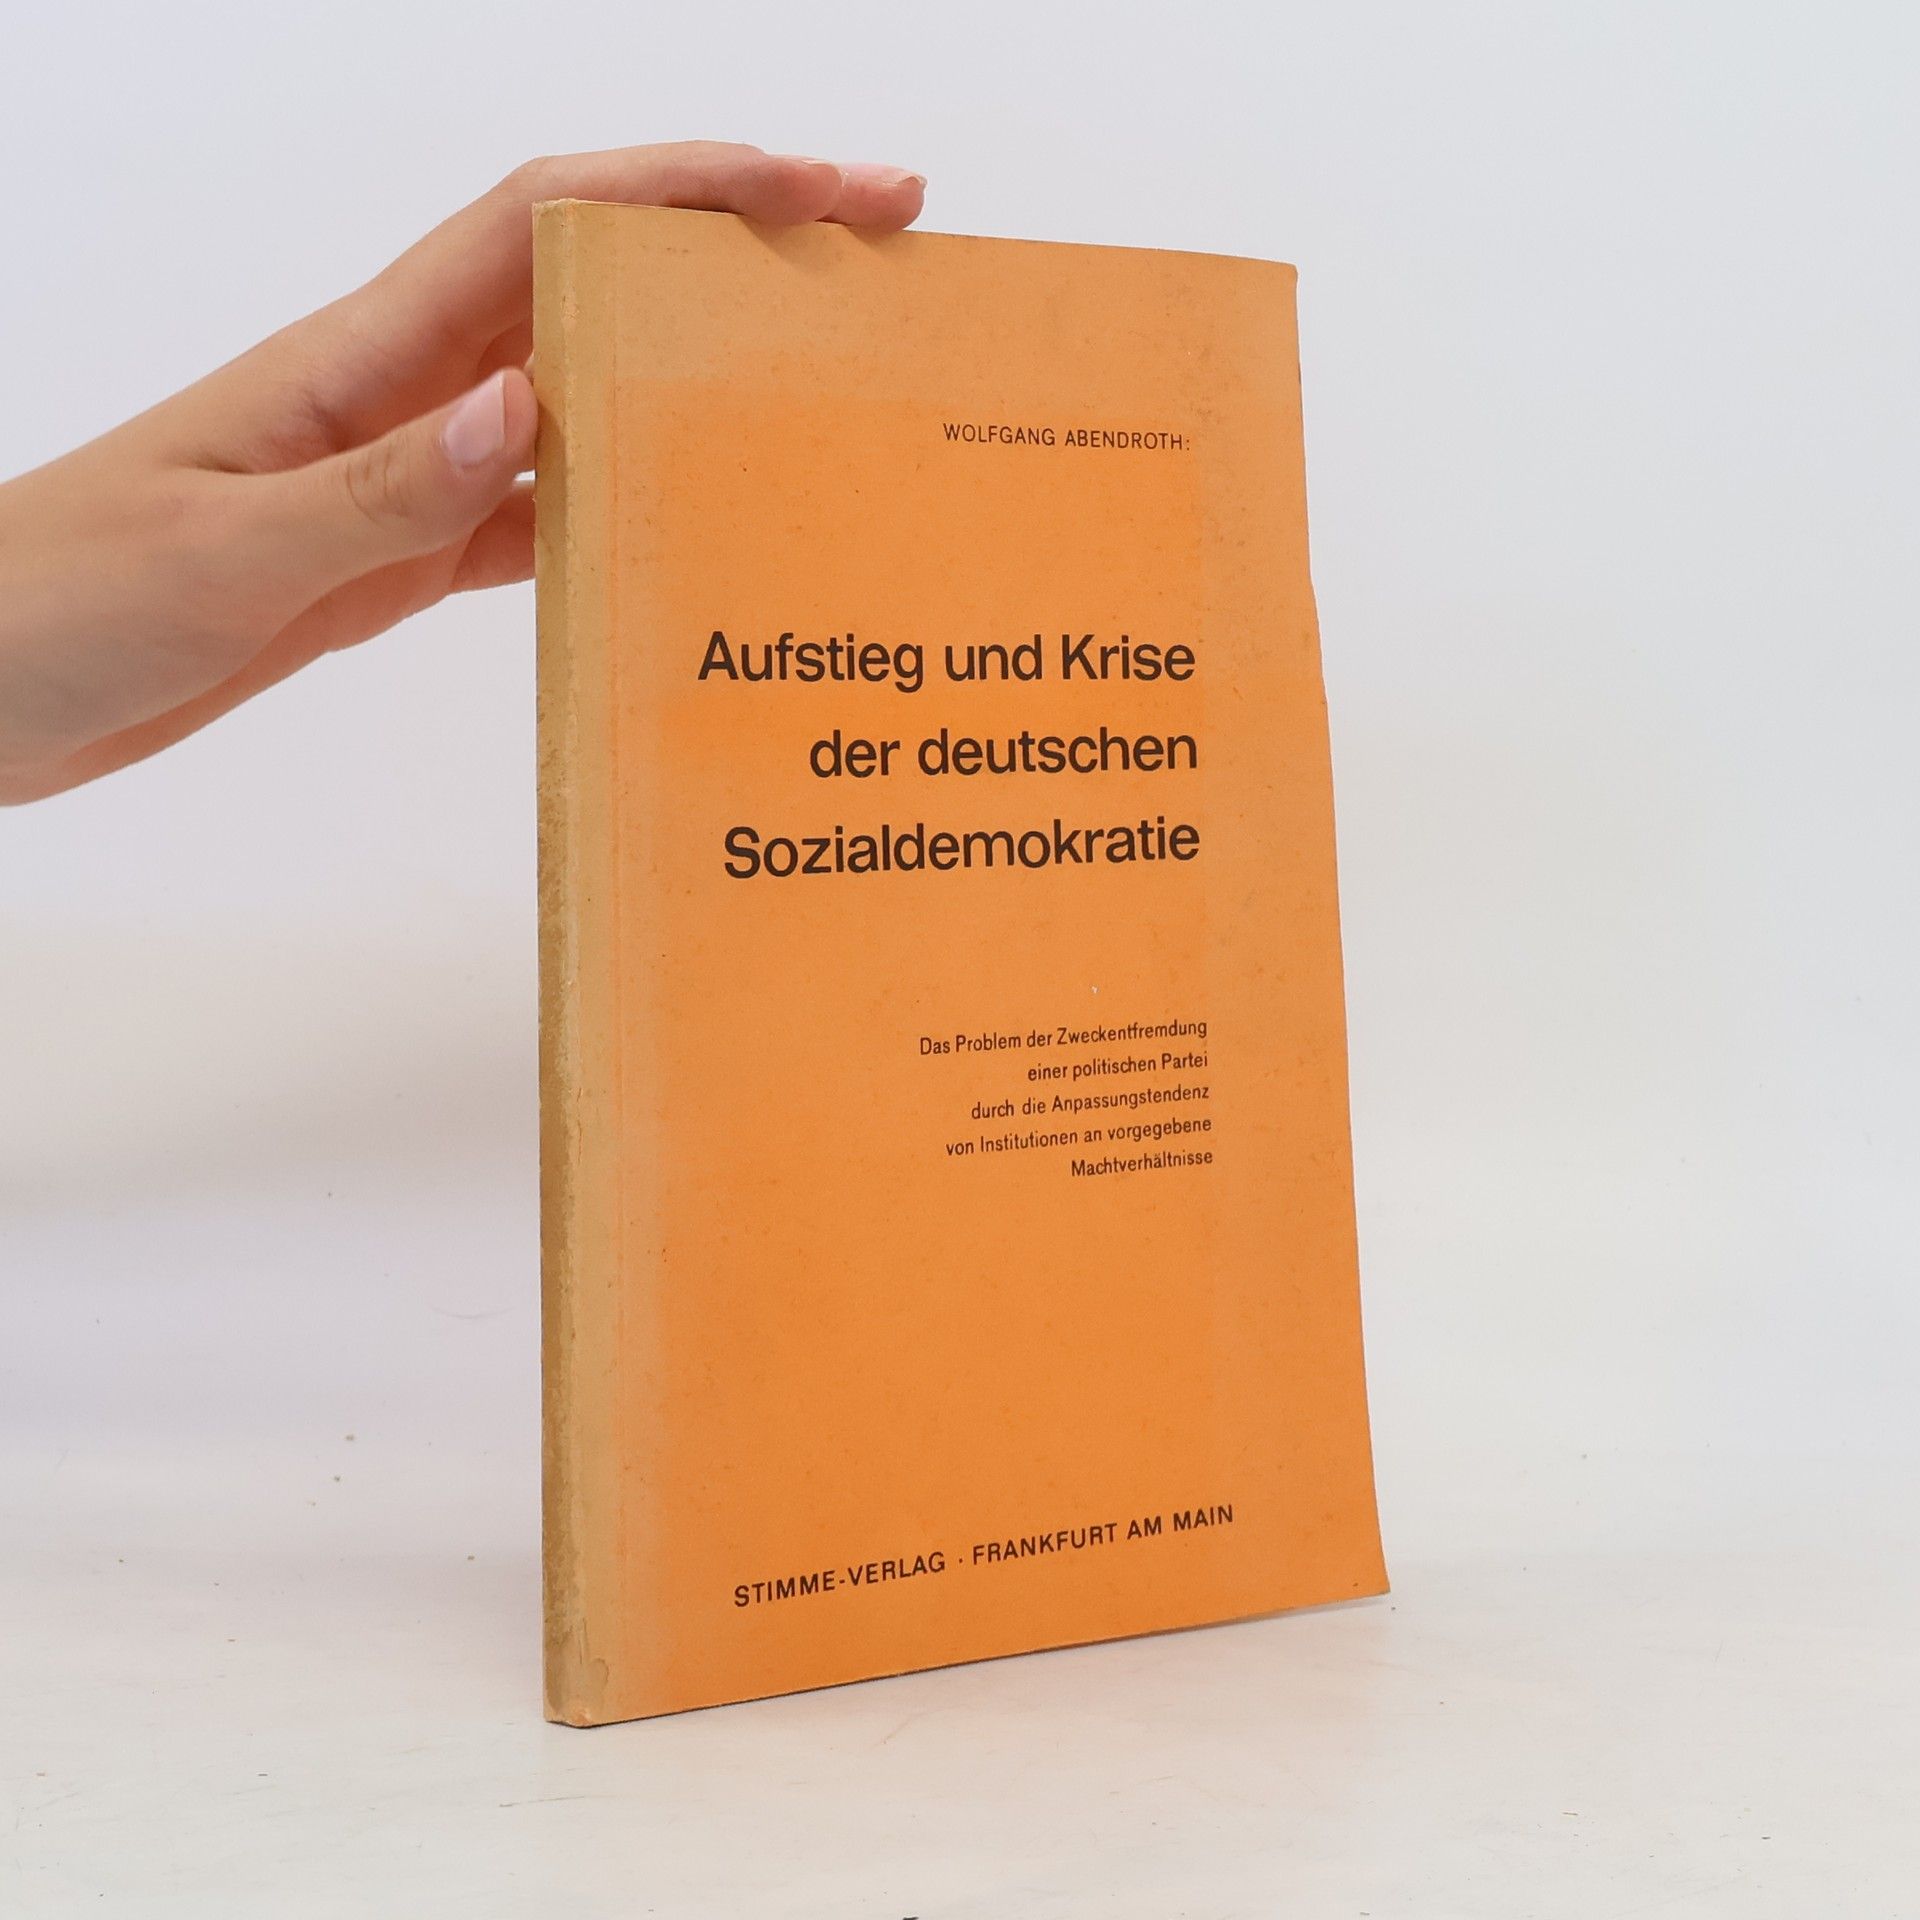 WOLFGANG ABENDROTH:
Aufstieg und Krise
der deutschen
Sozialdemokratie
Das Problem der Zweckentfremdung
einer politischen Partei
durch die Anpassungstendenz
von Institutionen an vorgegebene
Machtverhältnisse
STIMME-VERLAG · FRANKFURT AM MAIN